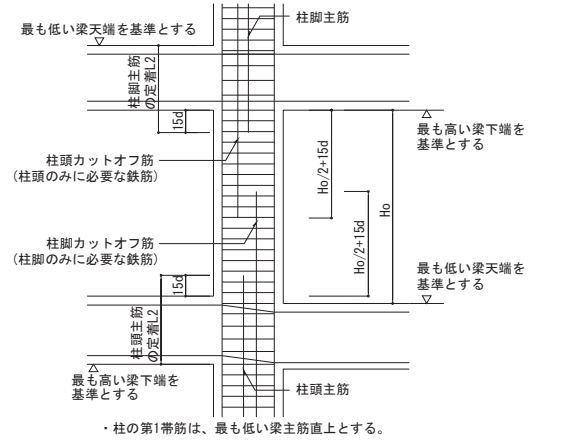 柱脚主筋
最も低い梁天端を基準とする
柱脚主筋
の定着L2
15d
最も高い梁下端を
基準とする
柱頭カットオフ筋
(柱頭のみに必要な鉄筋)
Ho/2+15d
Ho
柱脚カットオフ筋
(柱脚のみに必要な鉄筋)
Ho/2+15d
最も低い梁天端を
基準とする
15d
柱頭主筋
の定着L2
最も高い梁下端を
基準とする
柱頭主筋
・柱の第1帯筋は、最も低い梁主筋直上とする。